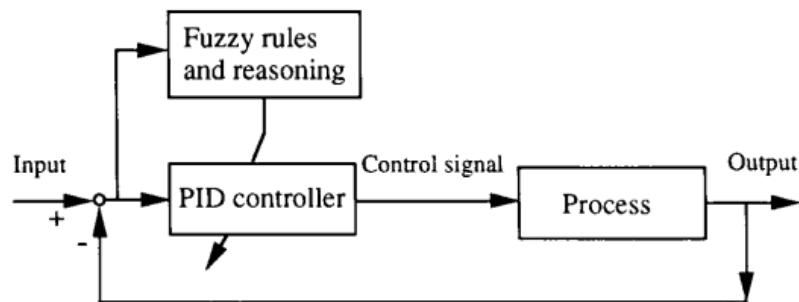 Fuzzy rules
and reasoning
Input
PID controller
Control signal
Process
Output
+
-